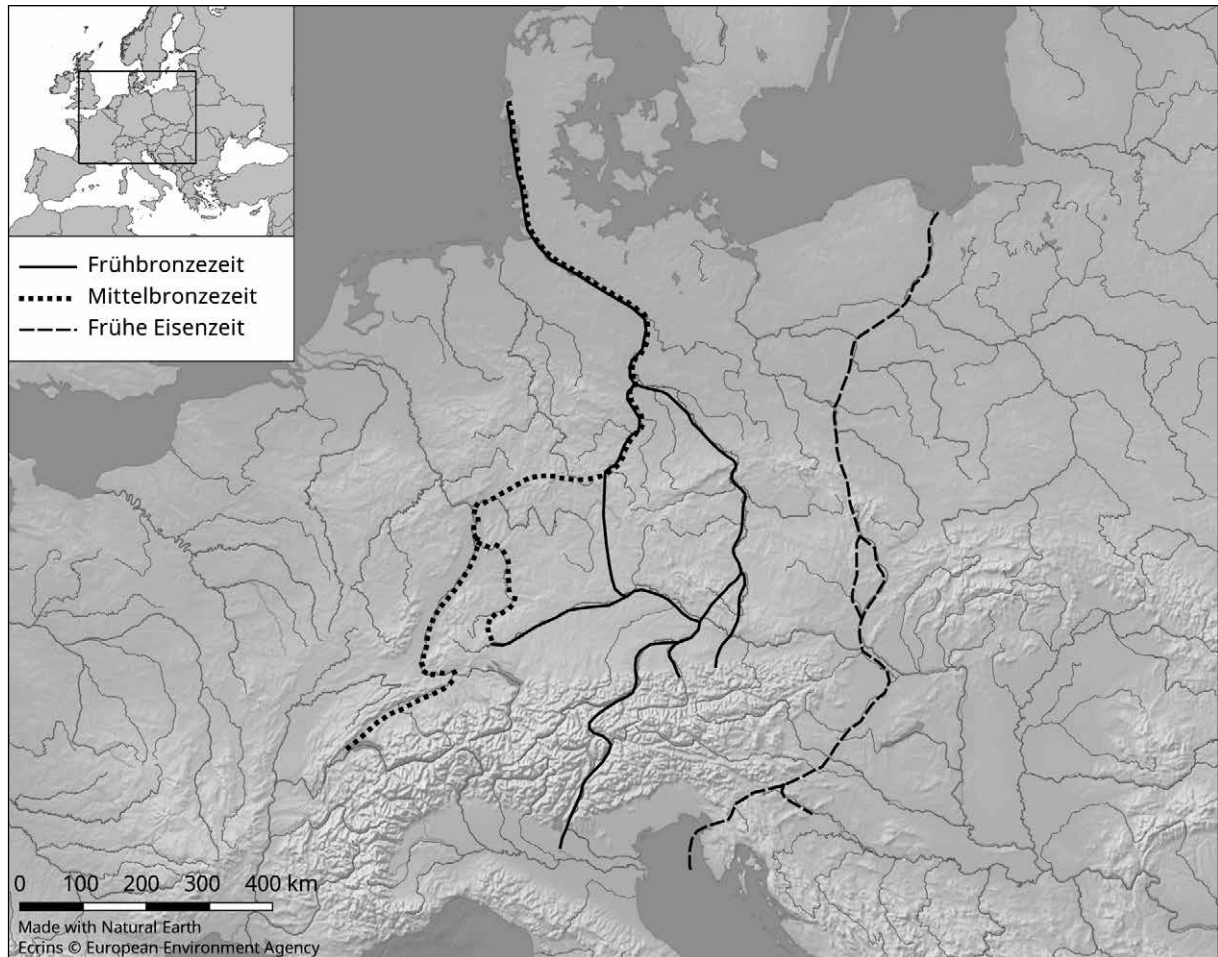 Frühbronzezeit
Mittelbronzezeit
Frühe Eisenzeit
0 100 200 300 400 km
Made with Natural Earth
Ecrins © European Environment Agency